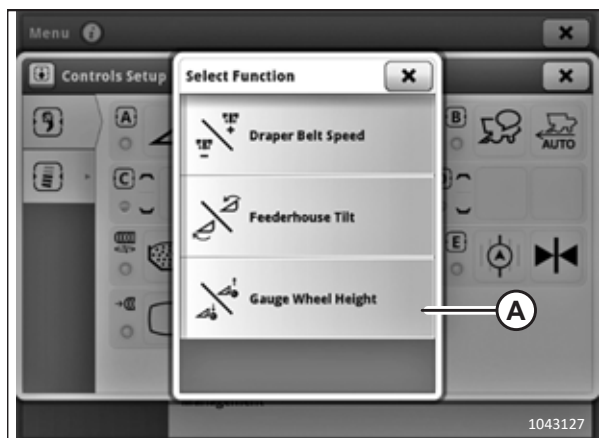 Menu i
Controls Setup
Select Function
A
B
Draper Belt Speed
AUTO
C
Feederhouse Tilt
E
Gauge Wheel Height
A
1043127